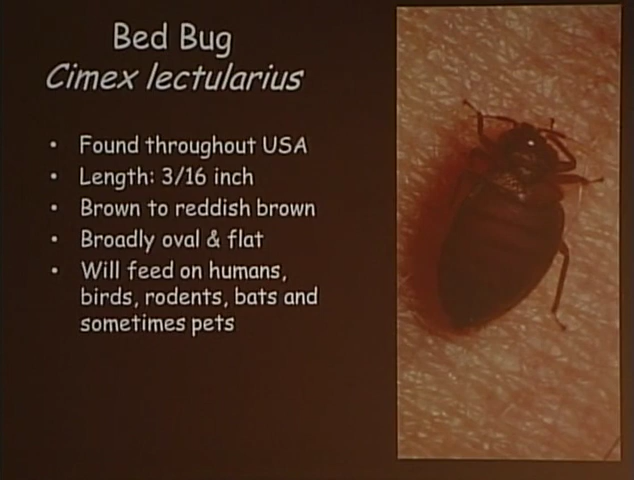 Bed Bug
Cimex lectularius
• Found throughout USA
• Length: 3/16 inch
• Brown to reddish brown
• Broadly oval & flat
• Will feed on humans,
birds, rodents, bats and
sometimes pets